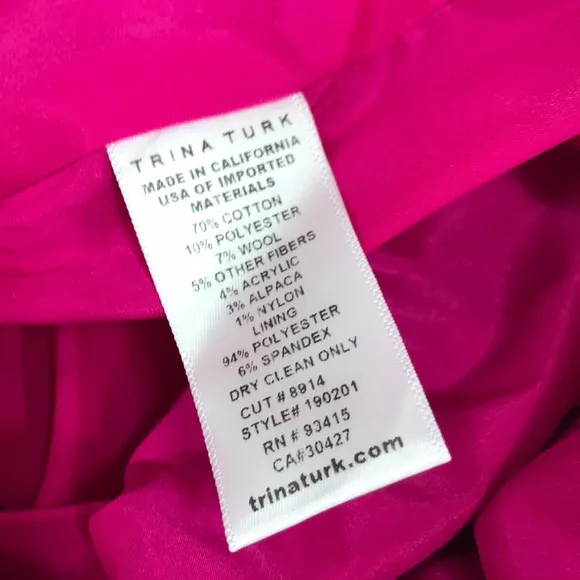 TRINA TURK
MADE IN CALIFORNIA
USA OF IMPORTED
MATERIALS
70% COTTON
10% POLYESTER
7% WOOL
5% OTHER FIBERS
4% ACRYLIC
3% ALPACA
1% NYLON
LINING
94% POLYESTER
6% SPANDEX
DRY CLEAN ONLY
CUT # 8914
STYLE# 190201
RN # 93415
CA#30427
trinaturk.com